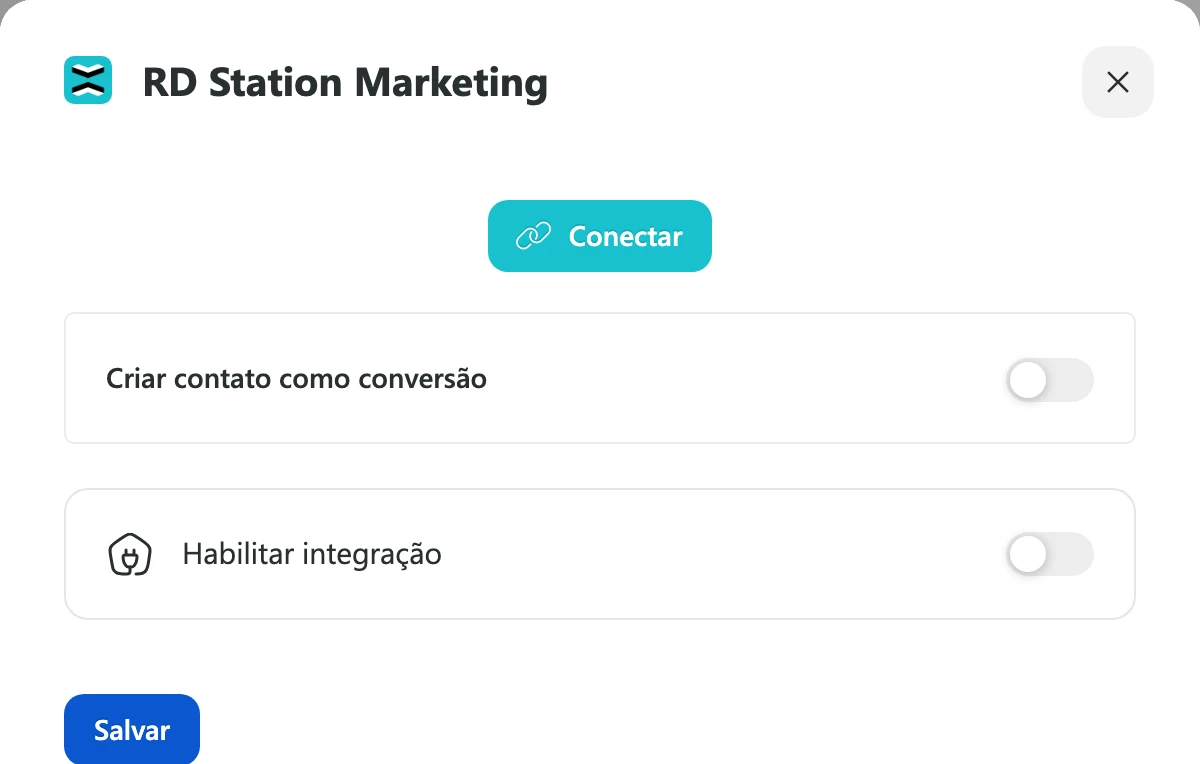 RD Station Marketing
Conectar
Criar contato como conversão
Habilitar integração
Salvar